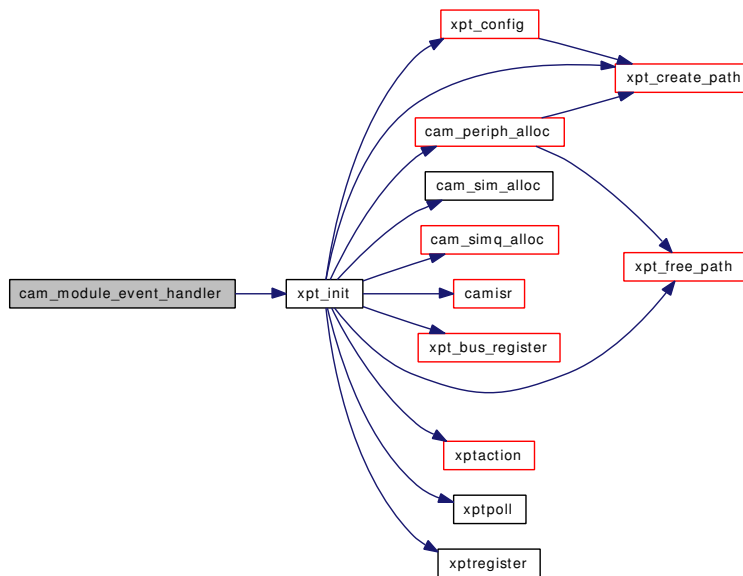 xpt_config
xpt_create_path
cam_periph_alloc
cam_sim_alloc
cam_simq_alloc
xpt_free_path
cam_module_event_handler
xpt_init
camisr
xpt_bus_register
xptaction
xptpoll
xptregister